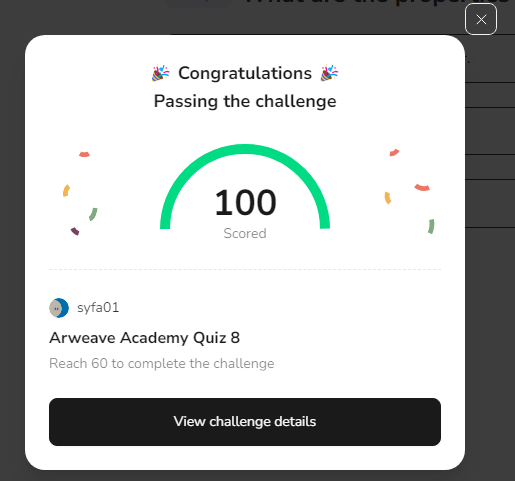 What are the properties
Congratulations
Passing the challenge
100
Scored
syfa01
Arweave Academy Quiz 8
Reach 60 to complete the challenge
View challenge details